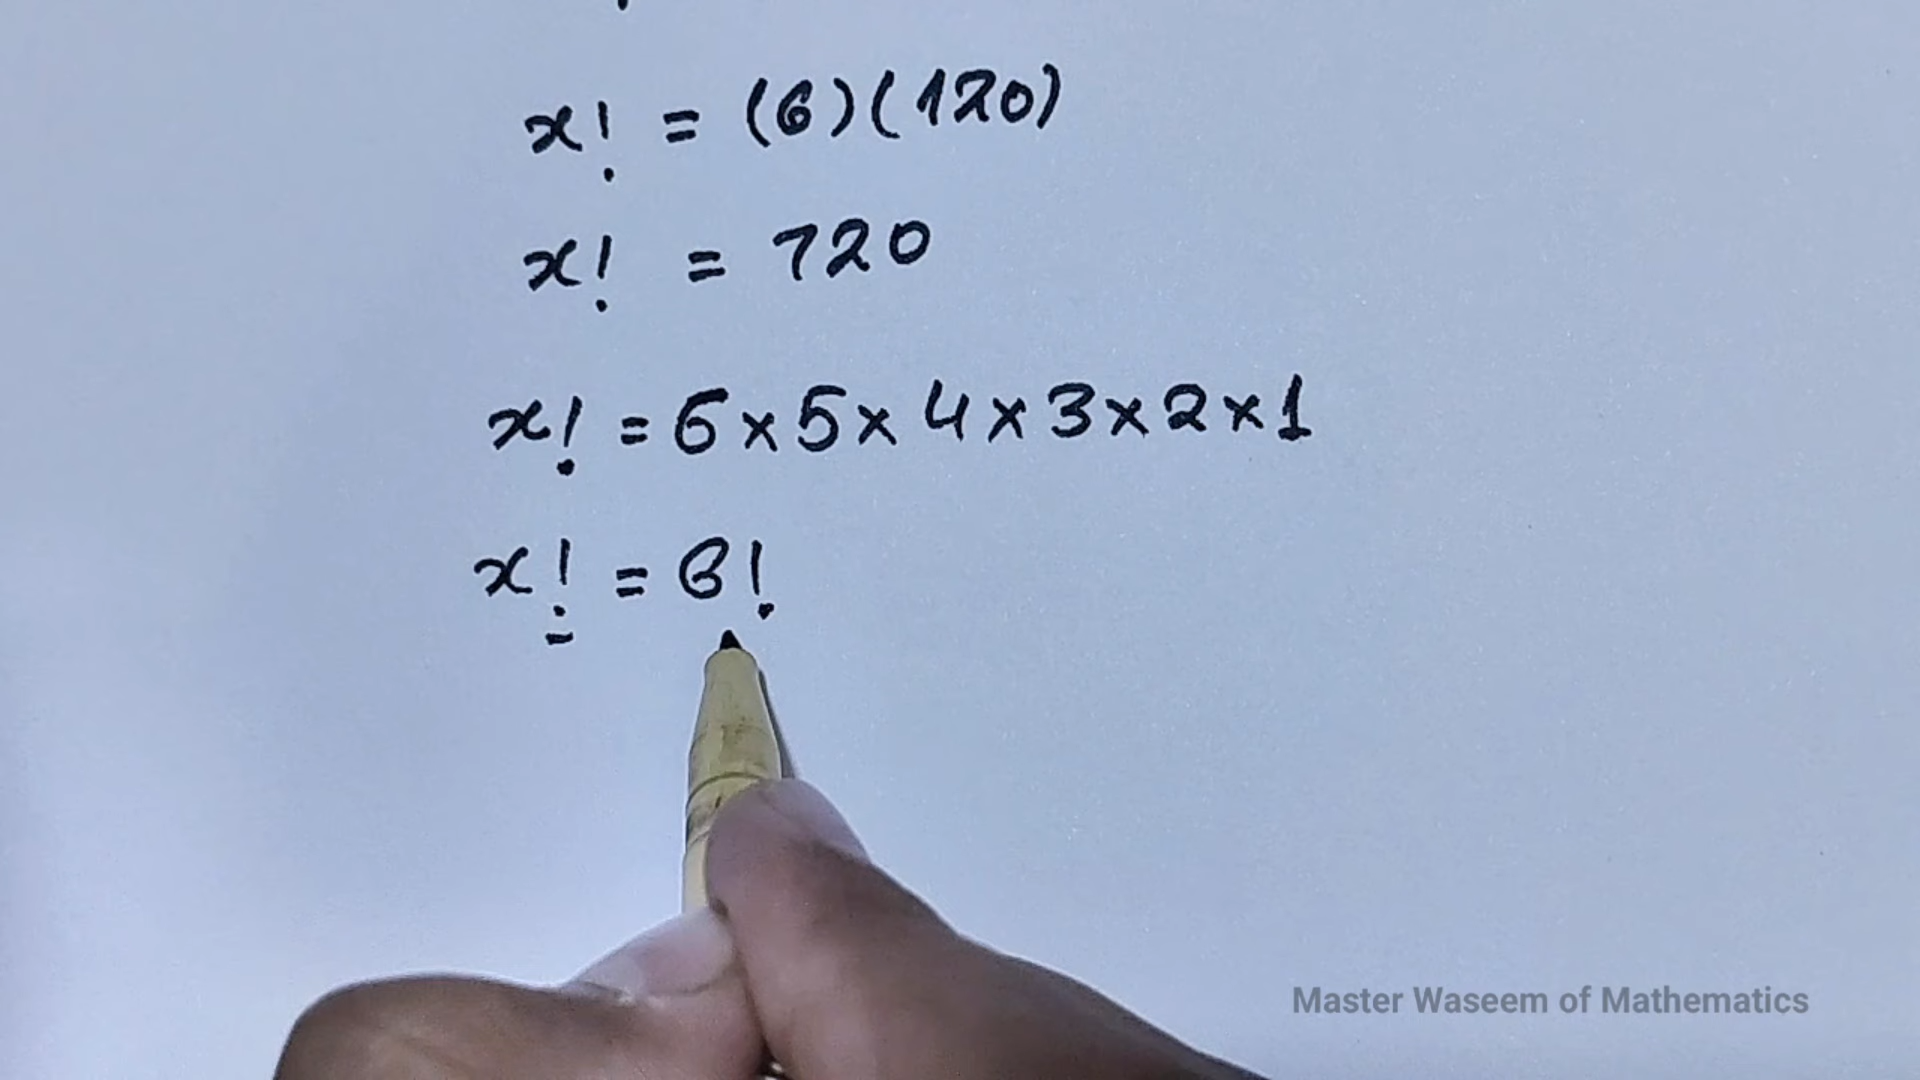 x! = (6)(120)
x! = 720
x! = 6×5×4×3×2×1
x! = 6!
Master Waseem of Mathematics